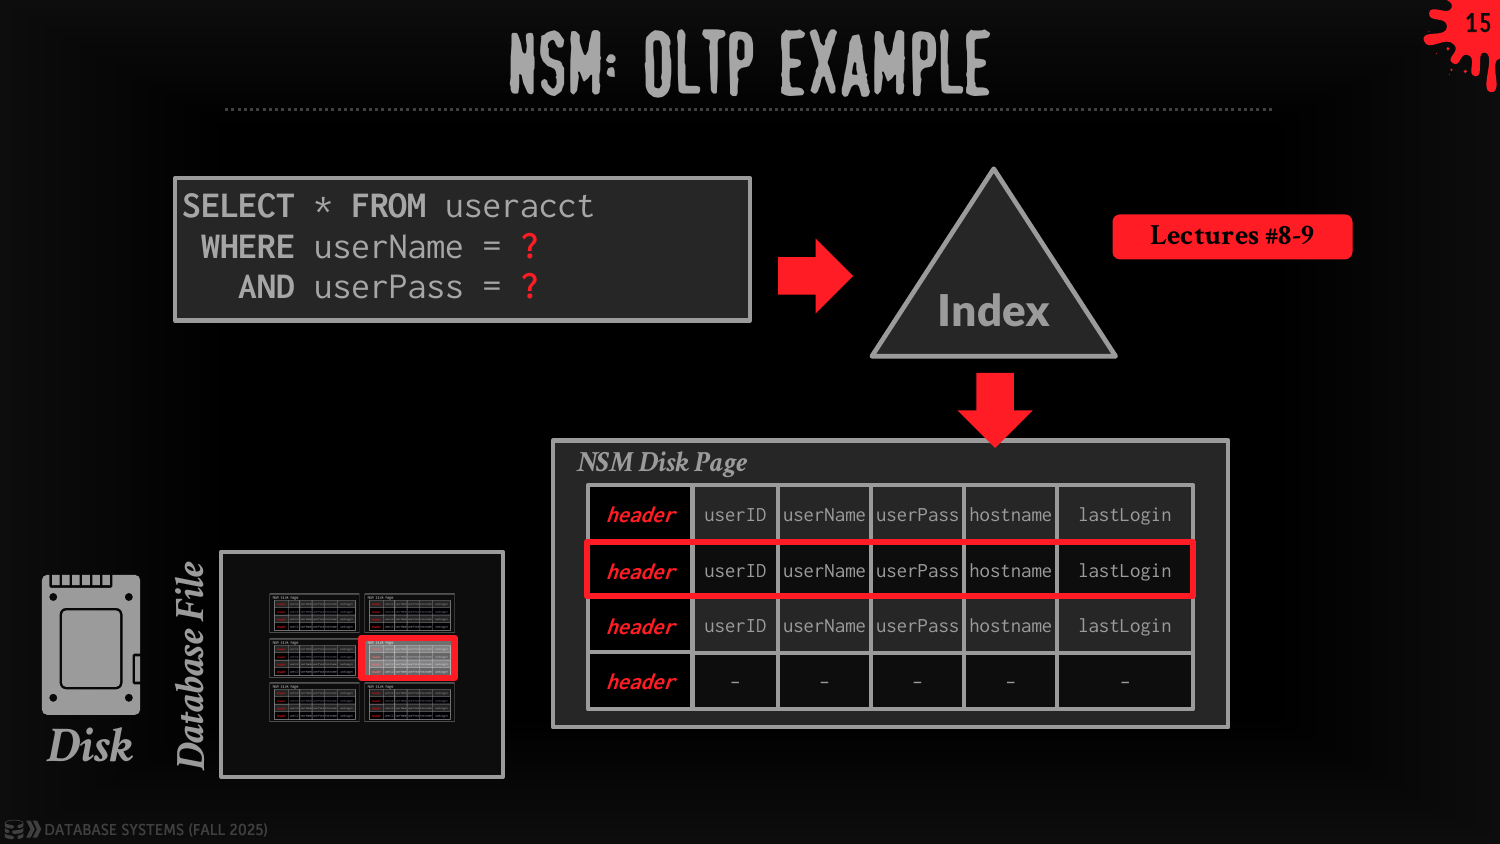 15
NSM: OLTP EXAMPLE
SELECT * FROM useracct
WHERE userName = ?
AND userPass = ?
Index
Lectures #8-9
NSM Disk Page
header userID userName userPass hostname lastLogin
header userID userName userPass hostname lastLogin
header userID userName userPass hostname lastLogin
header - - - - -
Disk
Database File
DATABASE SYSTEMS (FALL 2025)